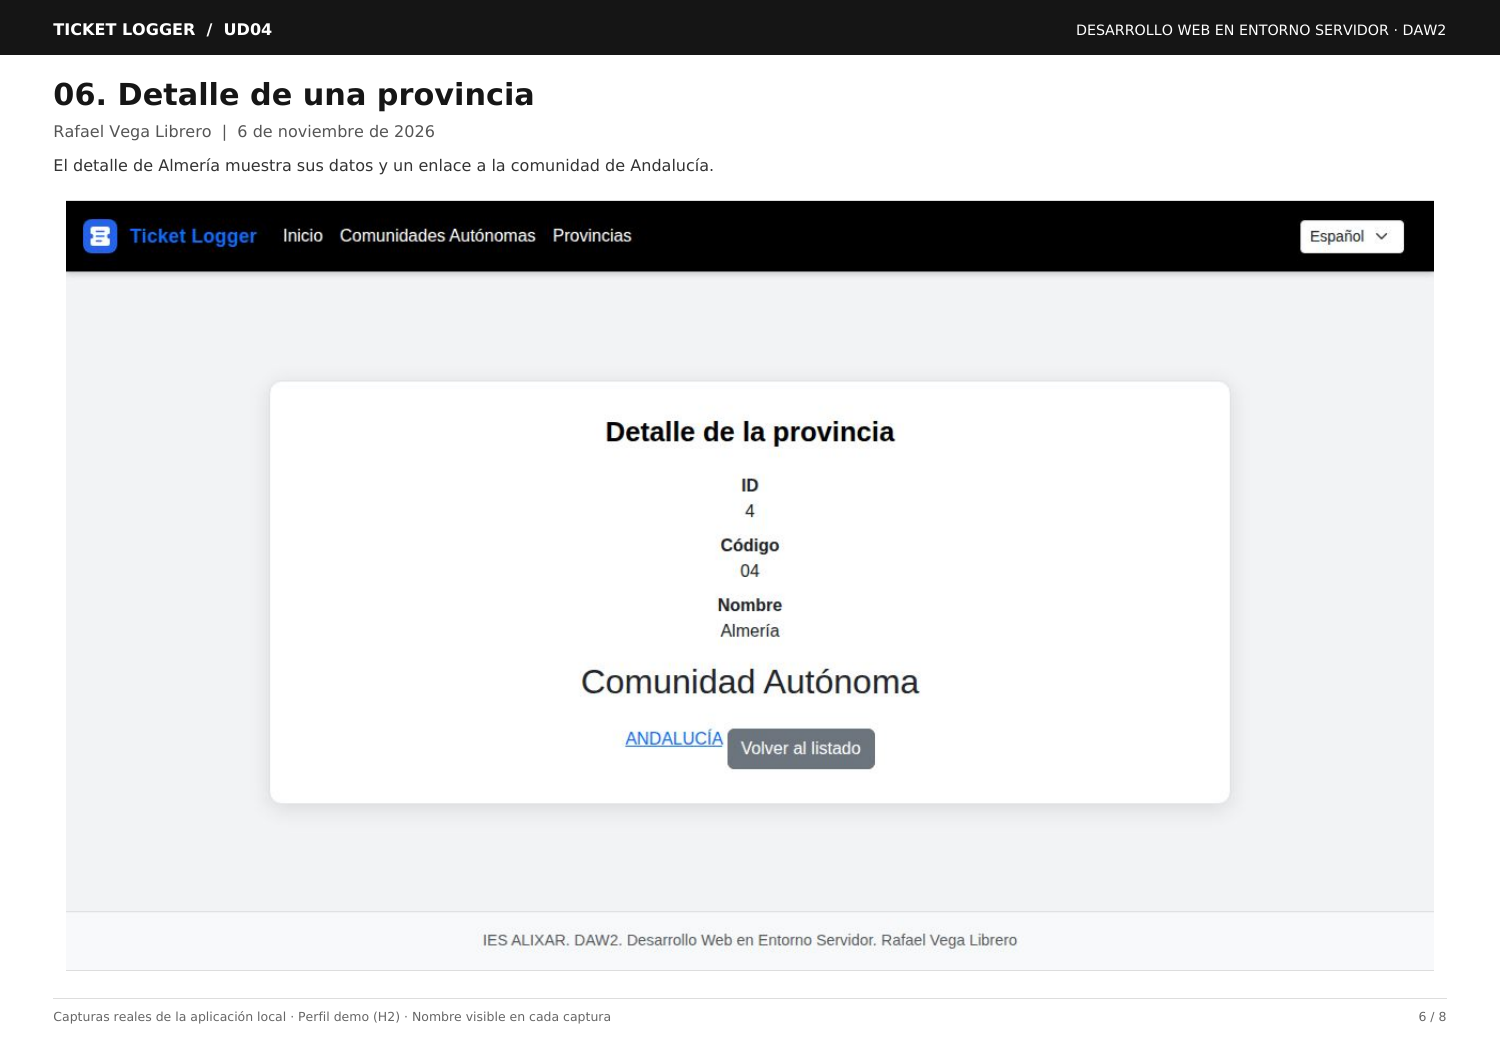 TICKET LOGGER / UD04
DESARROLLO WEB EN ENTORNO SERVIDOR · DAW2
06. Detalle de una provincia
Rafael Vega Librero | 6 de noviembre de 2026
El detalle de Almería muestra sus datos y un enlace a la comunidad de Andalucía.
Ticket Logger Inicio Comunidades Autónomas Provincias Español
Detalle de la provincia
ID
4
Código
04
Nombre
Almería
Comunidad Autónoma
ANDALUCÍA Volver al listado
IES ALIXAR. DAW2. Desarrollo Web en Entorno Servidor. Rafael Vega Librero
Capturas reales de la aplicación local · Perfil demo (H2) · Nombre visible en cada captura
6 / 8